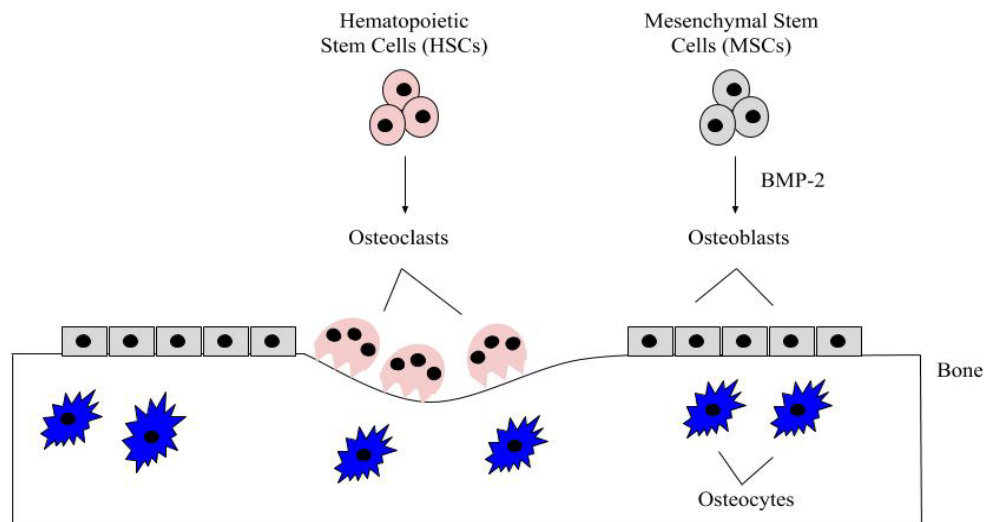 Hematopoietic
Stem Cells (HSCs)
Mesenchymal Stem
Cells (MSCs)
BMP-2
Osteoclasts
Osteoblasts
Bone
Osteocytes